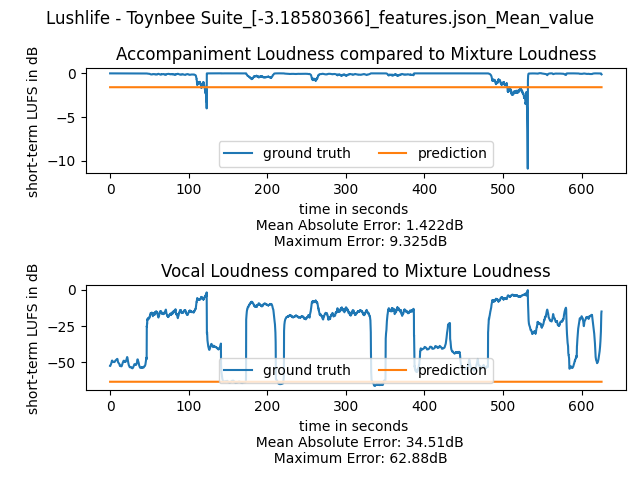 Lushlife - Toynbee Suite_[-3.18580366]_features.json_Mean_value
Accompaniment Loudness compared to Mixture Loudness
short-term LUFS in dB
0
−5
−10
ground truth
prediction
0 100 200 300 400 500 600
time in seconds
Mean Absolute Error: 1.422dB
Maximum Error: 9.325dB
Vocal Loudness compared to Mixture Loudness
short-term LUFS in dB
0
−25
−50
ground truth
prediction
0 100 200 300 400 500 600
time in seconds
Mean Absolute Error: 34.51dB
Maximum Error: 62.88dB